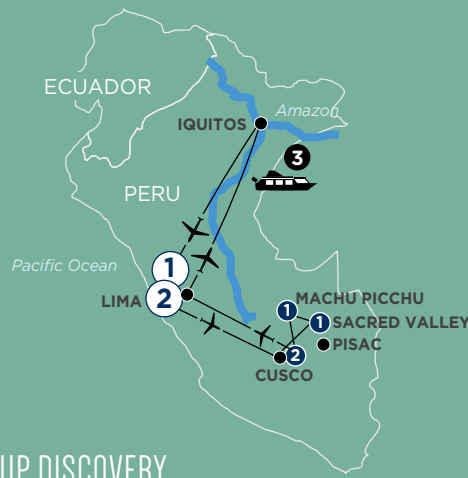 ECUADOR
Amazon
IQUITOS
3
PERU
Pacific Ocean
1
LIMA
2
MACHU PICCHU
1
1
SACRED VALLEY
PISAC
2
CUSCO
UP DISCOVERY